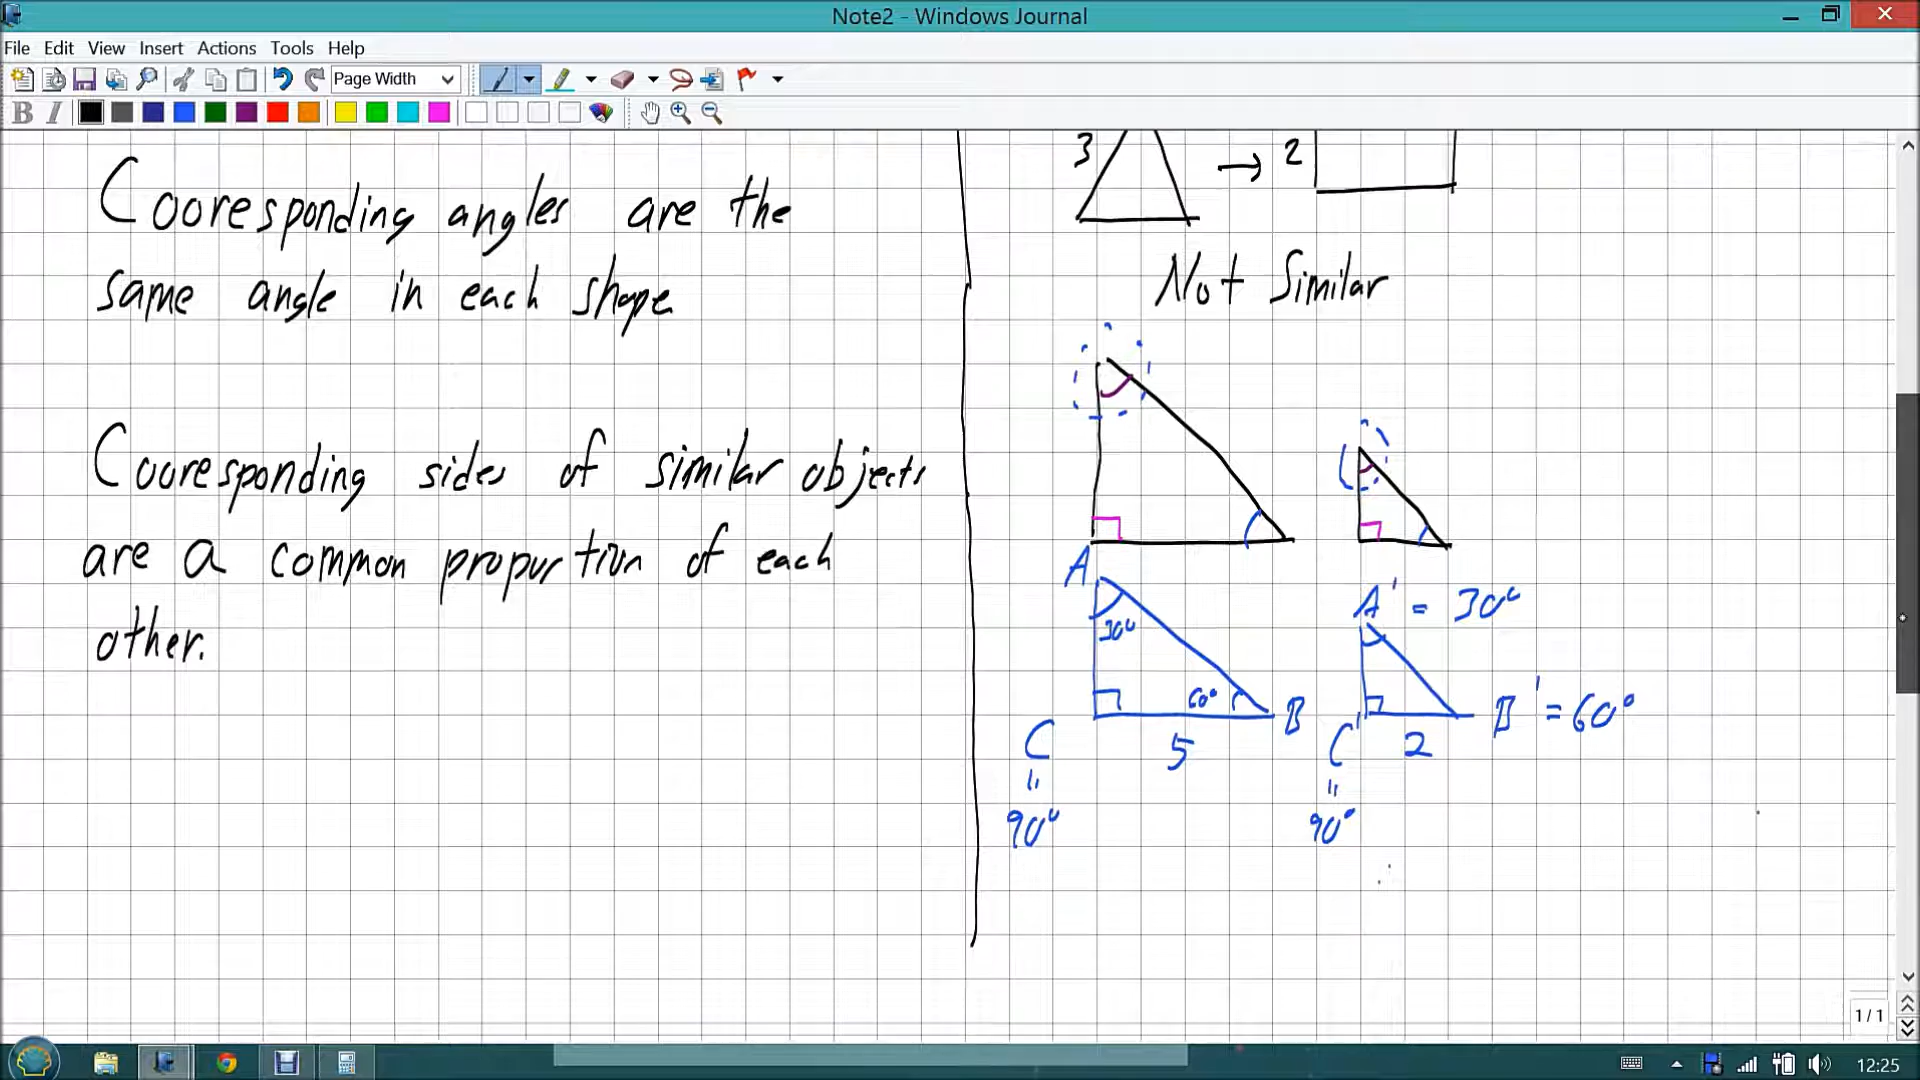 Note2 - Windows Journal
File Edit View Insert Actions Tools Help
Page Width
B I
Cooresponding angles are the
same angle in each shape
Cooresponding sides of similar objects
are a common proportion of each
other.
3 → 2
Not Similar
A
A' = 30°
30°
60° B
B' = 60°
C 5
C' 2
=
=
90°
90°
1 / 1
12:25